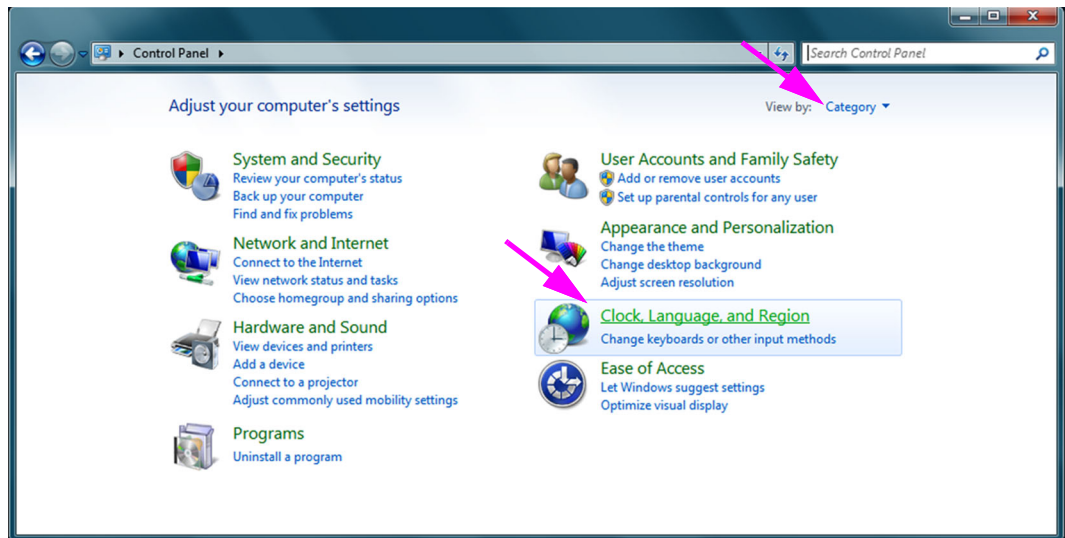 Control Panel
Search Control Panel
Adjust your computer's settings
View by: Category
System and Security
Review your computer's status
Back up your computer
Find and fix problems
Network and Internet
Connect to the Internet
View network status and tasks
Choose homegroup and sharing options
Hardware and Sound
View devices and printers
Add a device
Connect to a projector
Adjust commonly used mobility settings
Programs
Uninstall a program
User Accounts and Family Safety
Add or remove user accounts
Set up parental controls for any user
Appearance and Personalization
Change the theme
Change desktop background
Adjust screen resolution
Clock, Language, and Region
Change keyboards or other input methods
Ease of Access
Let Windows suggest settings
Optimize visual display